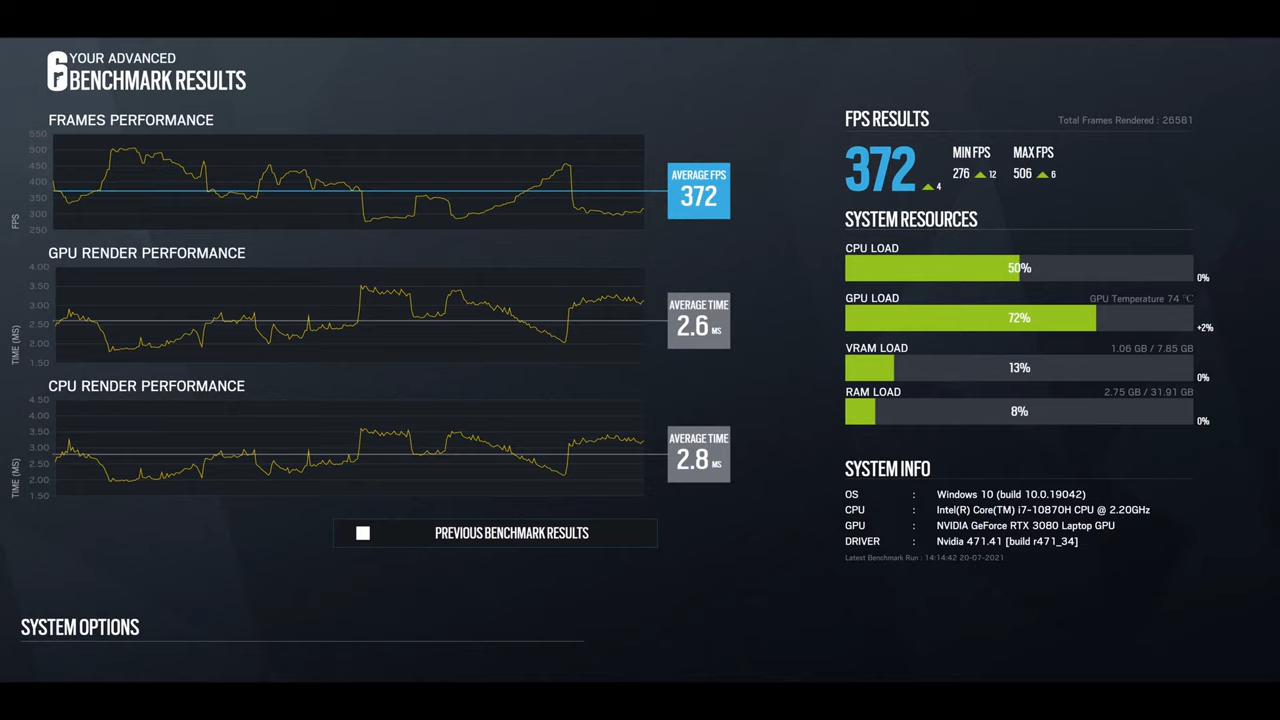 YOUR ADVANCED
BENCHMARK RESULTS
FRAMES PERFORMANCE
550
500
450
400
350
300
250
FPS
AVERAGE FPS
372
GPU RENDER PERFORMANCE
4.00
3.50
3.00
2.50
2.00
1.50
TIME (MS)
AVERAGE TIME
2.6 MS
CPU RENDER PERFORMANCE
4.50
4.00
3.50
3.00
2.50
2.00
1.50
TIME (MS)
AVERAGE TIME
2.8 MS
PREVIOUS BENCHMARK RESULTS
SYSTEM OPTIONS
FPS RESULTS
Total Frames Rendered : 26581
372 4
MIN FPS
276 12
MAX FPS
506 6
SYSTEM RESOURCES
CPU LOAD
50%
0%
GPU LOAD GPU Temperature 74 °C
72%
+2%
VRAM LOAD 1.06 GB / 7.85 GB
13%
0%
RAM LOAD 2.75 GB / 31.91 GB
8%
0%
SYSTEM INFO
OS : Windows 10 (build 10.0.19042)
CPU : Intel(R) Core(TM) i7-10870H CPU @ 2.20GHz
GPU : NVIDIA GeForce RTX 3080 Laptop GPU
DRIVER : Nvidia 471.41 [build r471_34]
Latest Benchmark Run : 14:14:42 20-07-2021